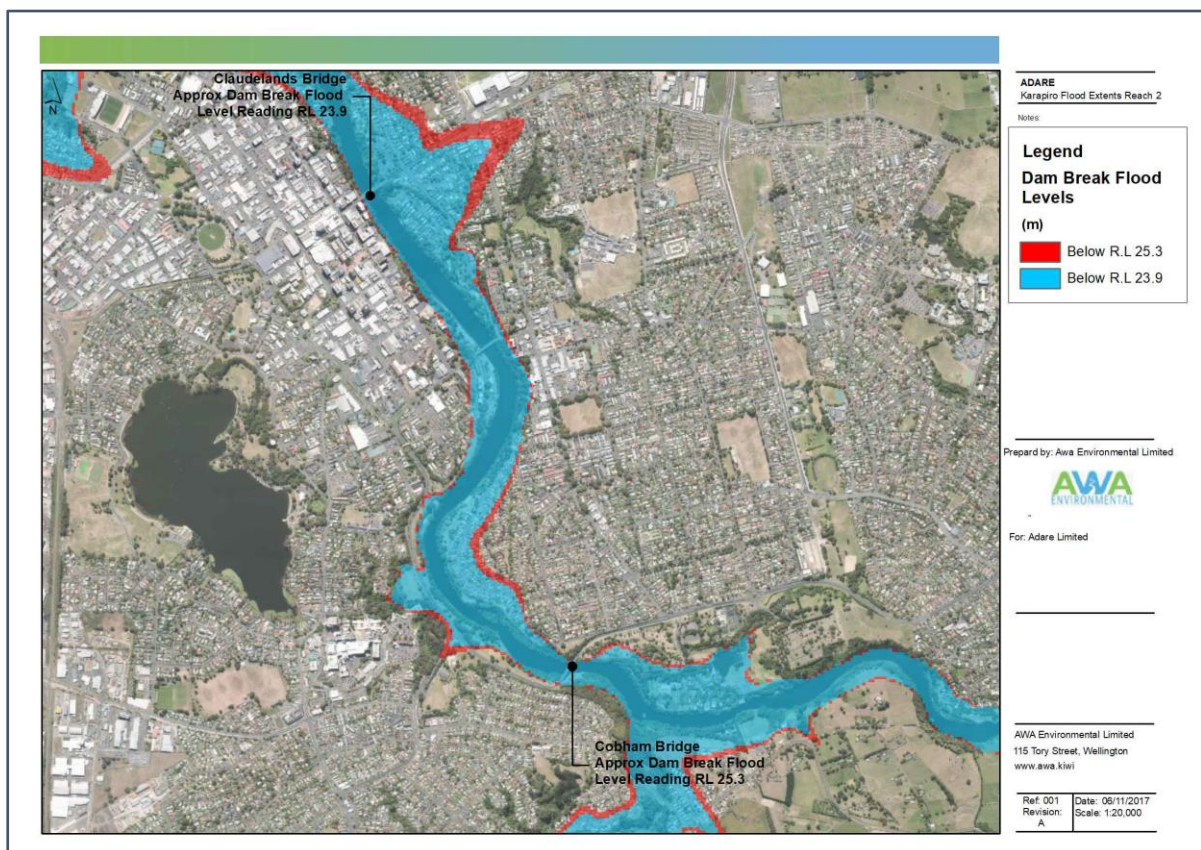 Claudelands Bridge
Approx Dam Break Flood
Level Reading RL 23.9
N
Cobham Bridge
Approx Dam Break Flood
Level Reading RL 25.3
ADARE
Karapiro Flood Extents Reach 2
Notes:
Legend
Dam Break Flood
Levels
(m)
Below R.L 25.3
Below R.L 23.9
Prepard by: Awa Environmental Limited
AWA
ENVIRONMENTAL
"
For: Adare Limited
AWA Environmental Limited
115 Tory Street, Wellington
www.awa.kiwi
Ref: 001
Revision:
A
Date: 06/11/2017
Scale: 1:20,000